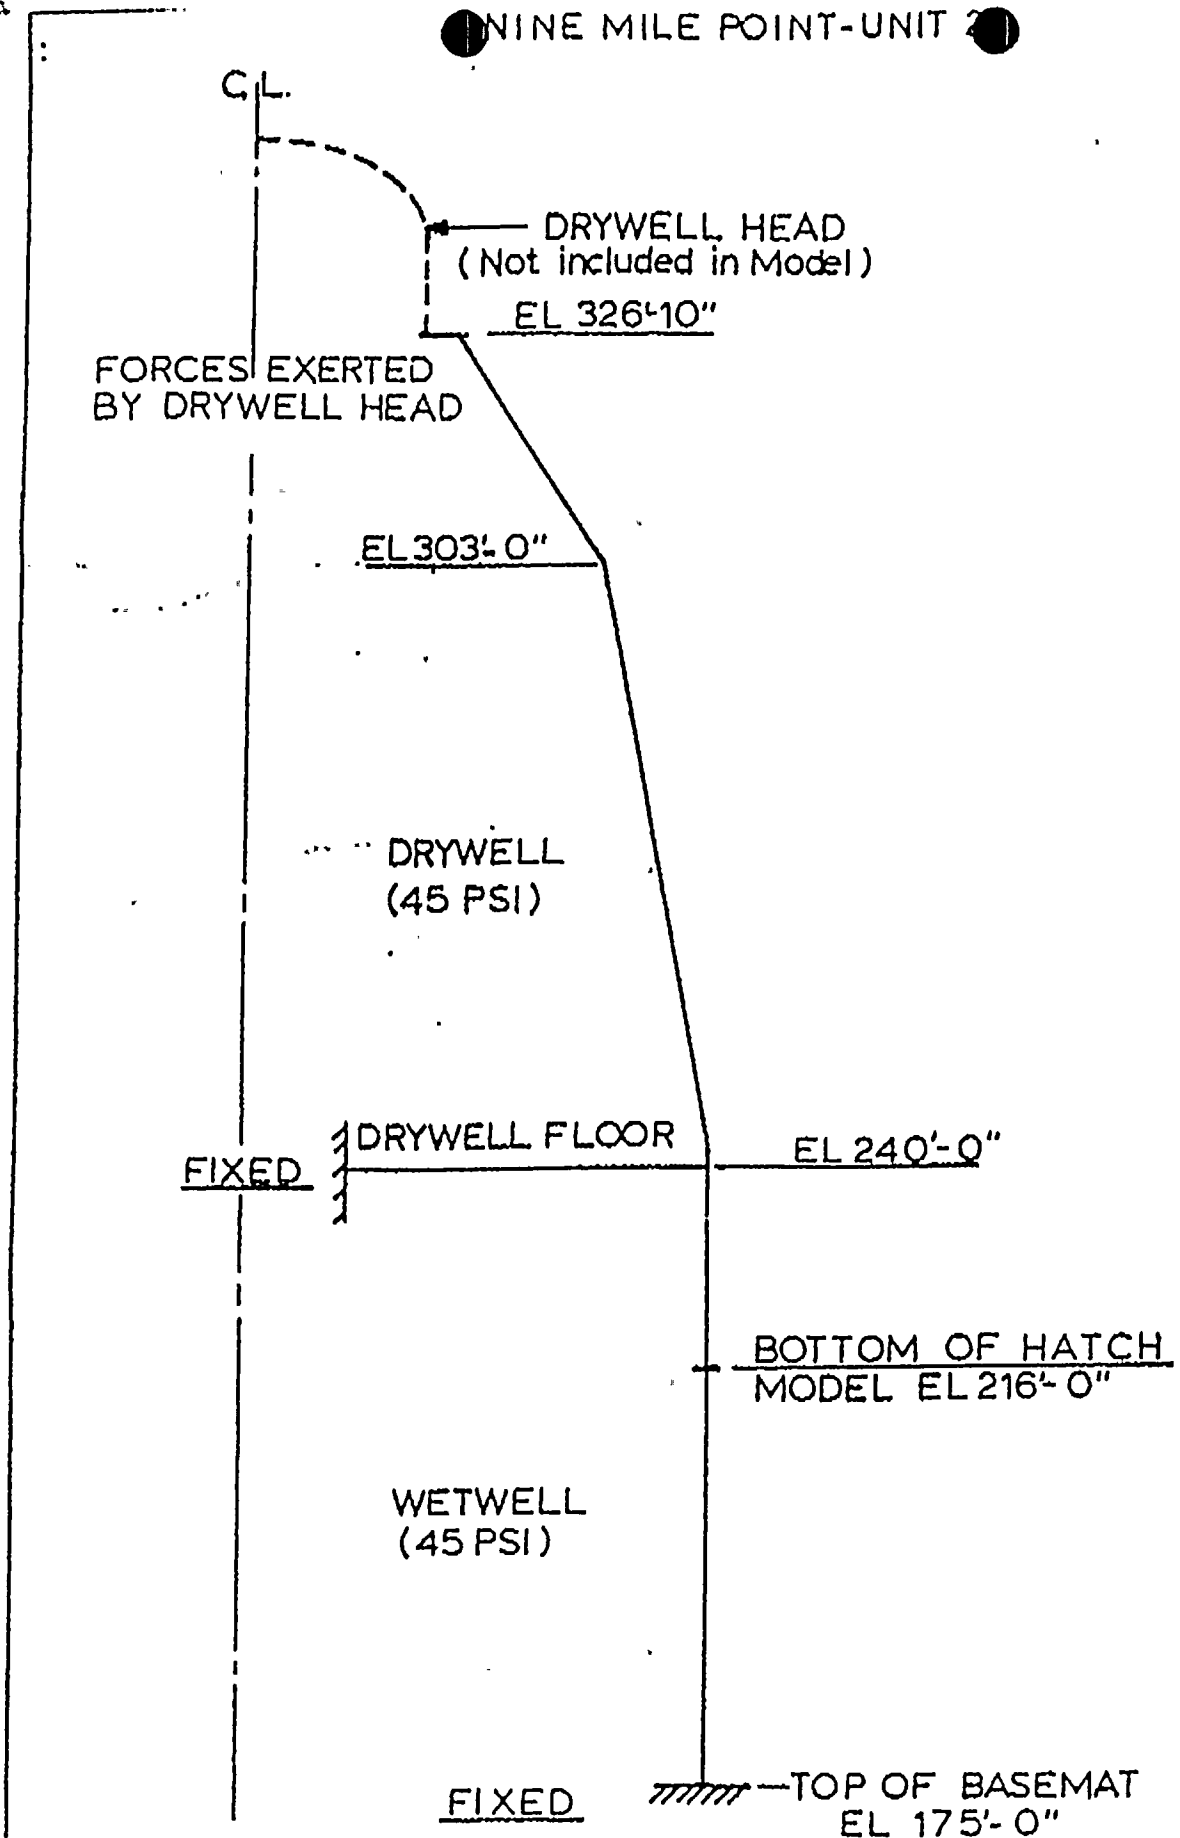 NINE MILE POINT-UNIT 2
C.L.
DRYWELL HEAD
(Not included in Model)
EL 326'-10"
FORCES EXERTED
BY DRYWELL HEAD
EL 303'-0"
DRYWELL
(45 PSI)
DRYWELL FLOOR
EL 240'-0"
FIXED
BOTTOM OF HATCH
MODEL EL 216'-0"
WETWELL
(45 PSI)
FIXED
TOP OF BASEMAT
EL 175'-0"